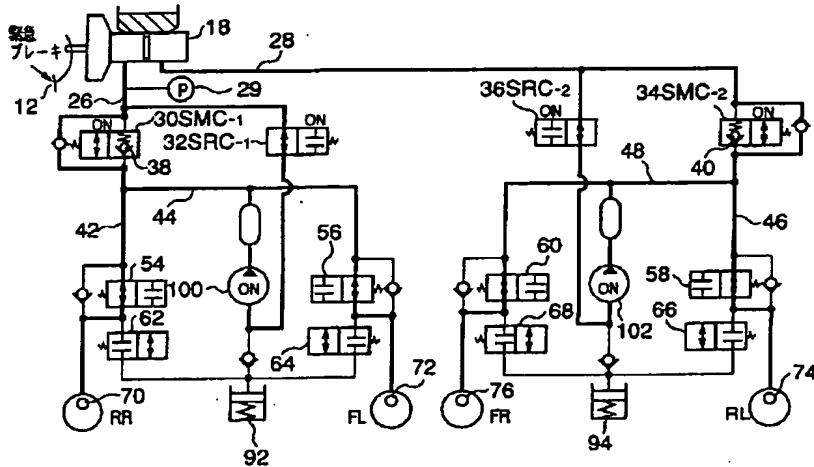 緊急
ブレーキ
12
18
26
28
P
29
30SMC-1
ON
38
32SRC-1
ON
36SRC-2
ON
34SMC-2
ON
40
42
44
48
46
54
56
60
58
100
ON
ON
102
62
64
68
66
70
RR
72
FL
76
FR
74
RL
92
94